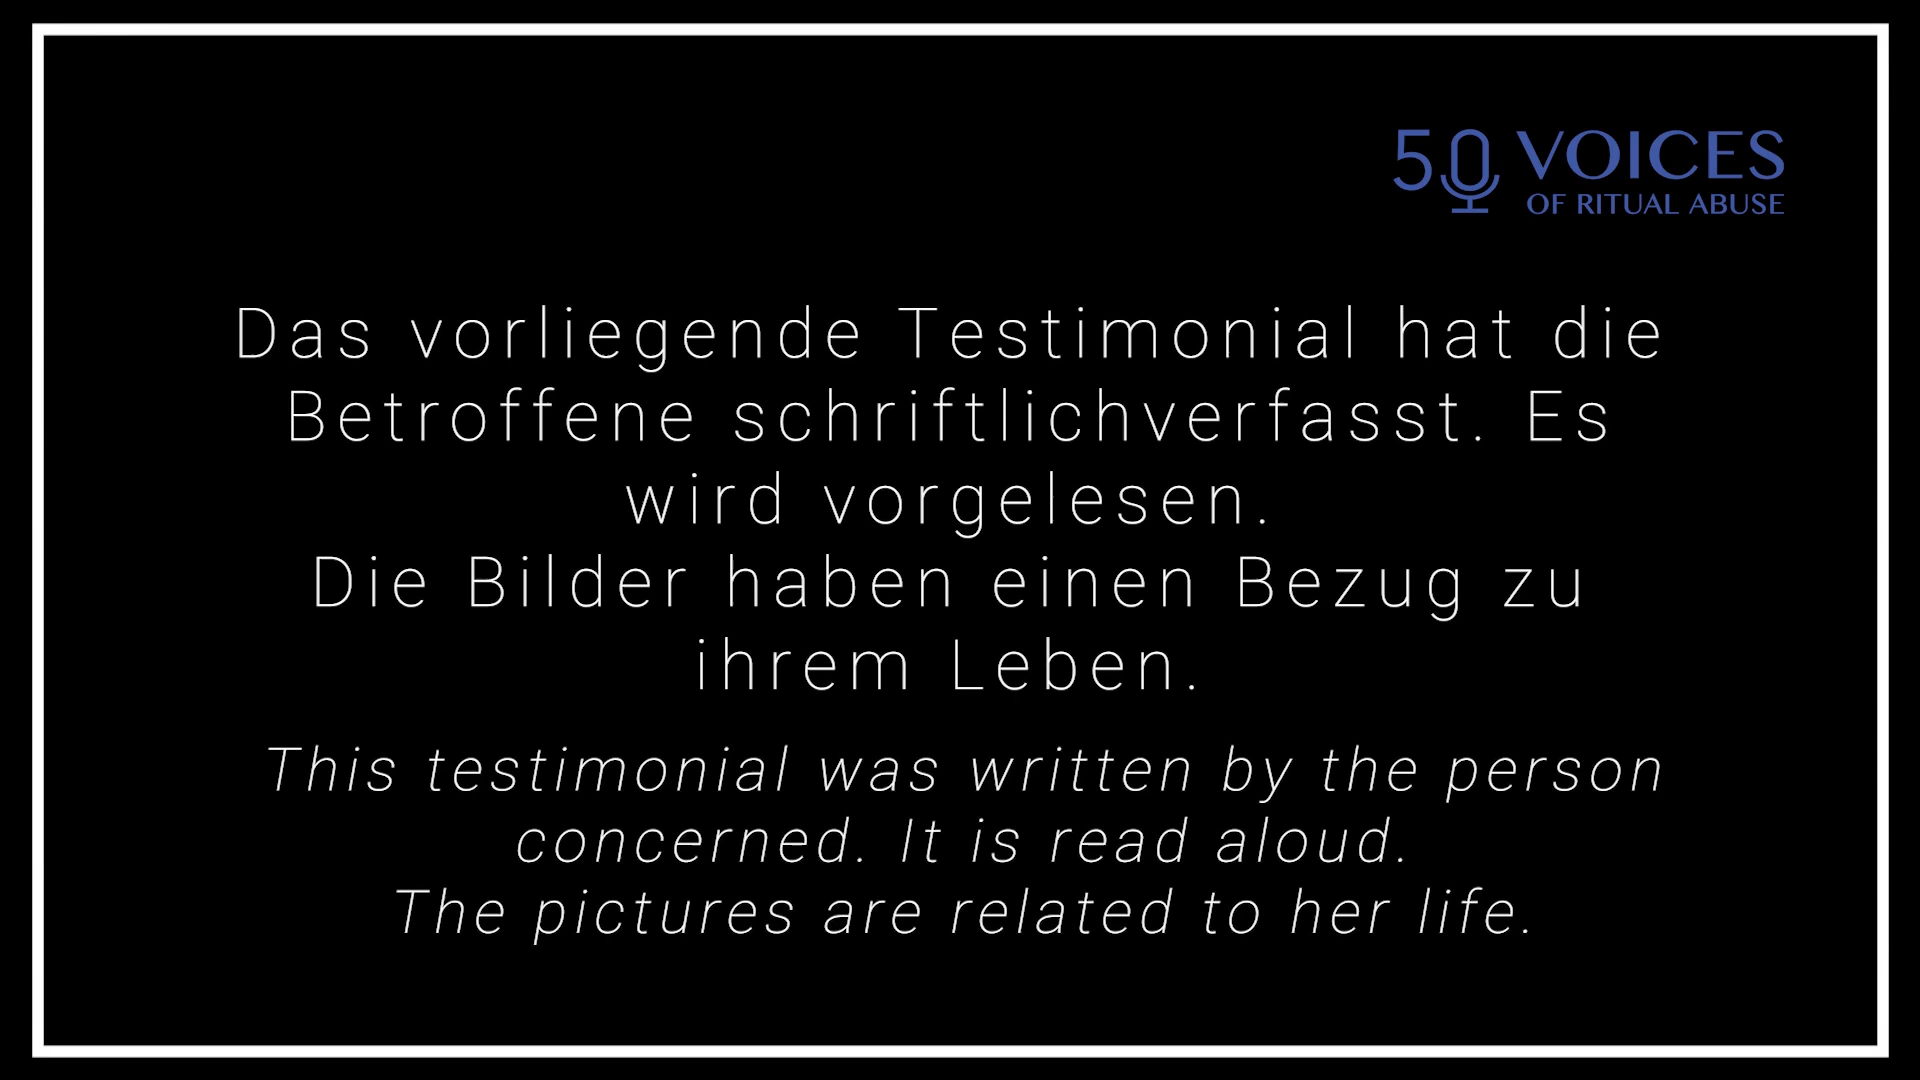 50 VOICES
OF RITUAL ABUSE
Das vorliegende Testimonial hat die
Betroffene schriftlichverfasst. Es
wird vorgelesen.
Die Bilder haben einen Bezug zu
ihrem Leben.
This testimonial was written by the person
concerned. It is read aloud.
The pictures are related to her life.